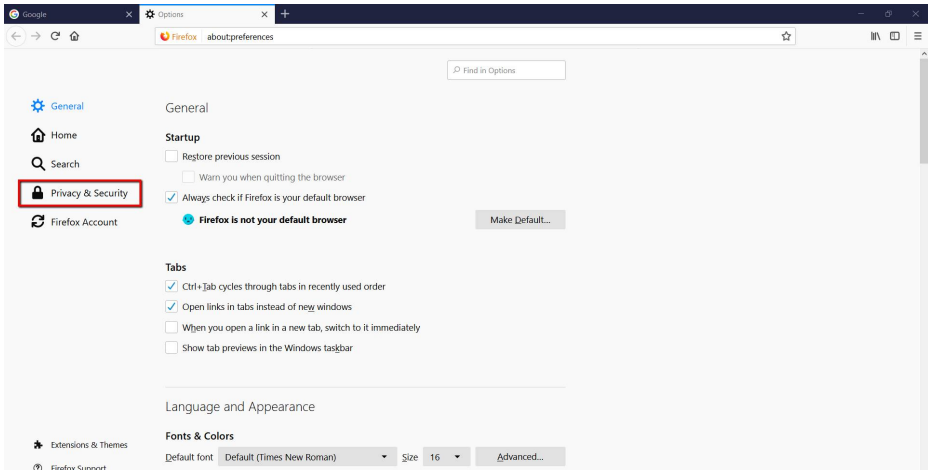 Google
Options
Firefox about:preferences
Find in Options
General
Home
Search
Privacy & Security
Firefox Account
Extensions & Themes
Firefox Support
General
Startup
Restore previous session
Warn you when quitting the browser
Always check if Firefox is your default browser
Firefox is not your default browser Make Default...
Tabs
Ctrl+Tab cycles through tabs in recently used order
Open links in tabs instead of new windows
When you open a link in a new tab, switch to it immediately
Show tab previews in the Windows taskbar
Language and Appearance
Fonts & Colors
Default font Default (Times New Roman) Size 16 Advanced...